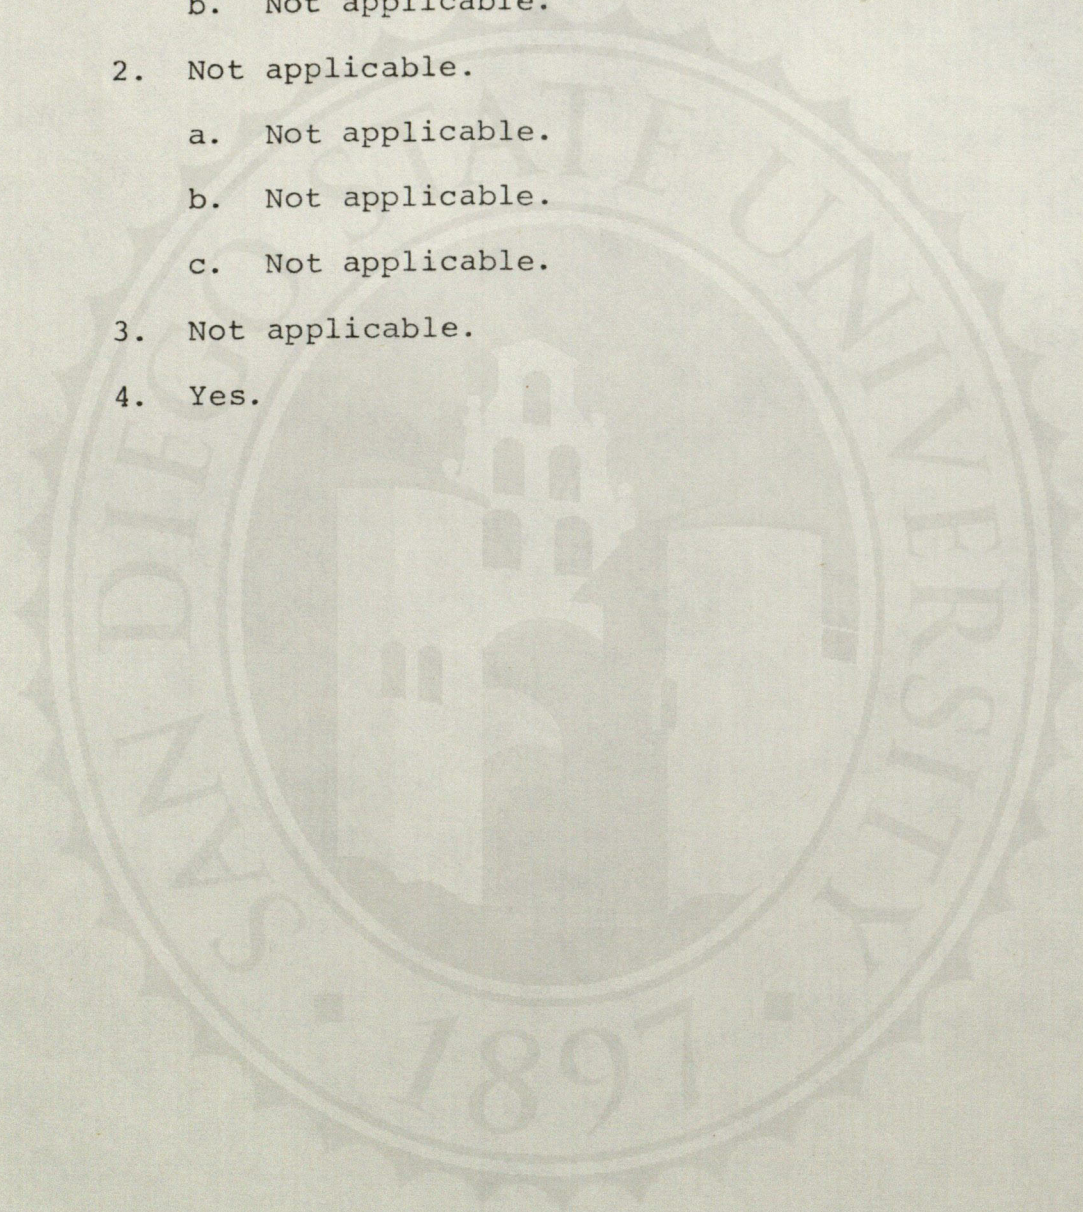 b. Not applicable.
2. Not applicable.
a. Not applicable.
b. Not applicable.
c. Not applicable.
3. Not applicable.
4. Yes.
SAN DIEGO STATE UNIVERSITY
1897